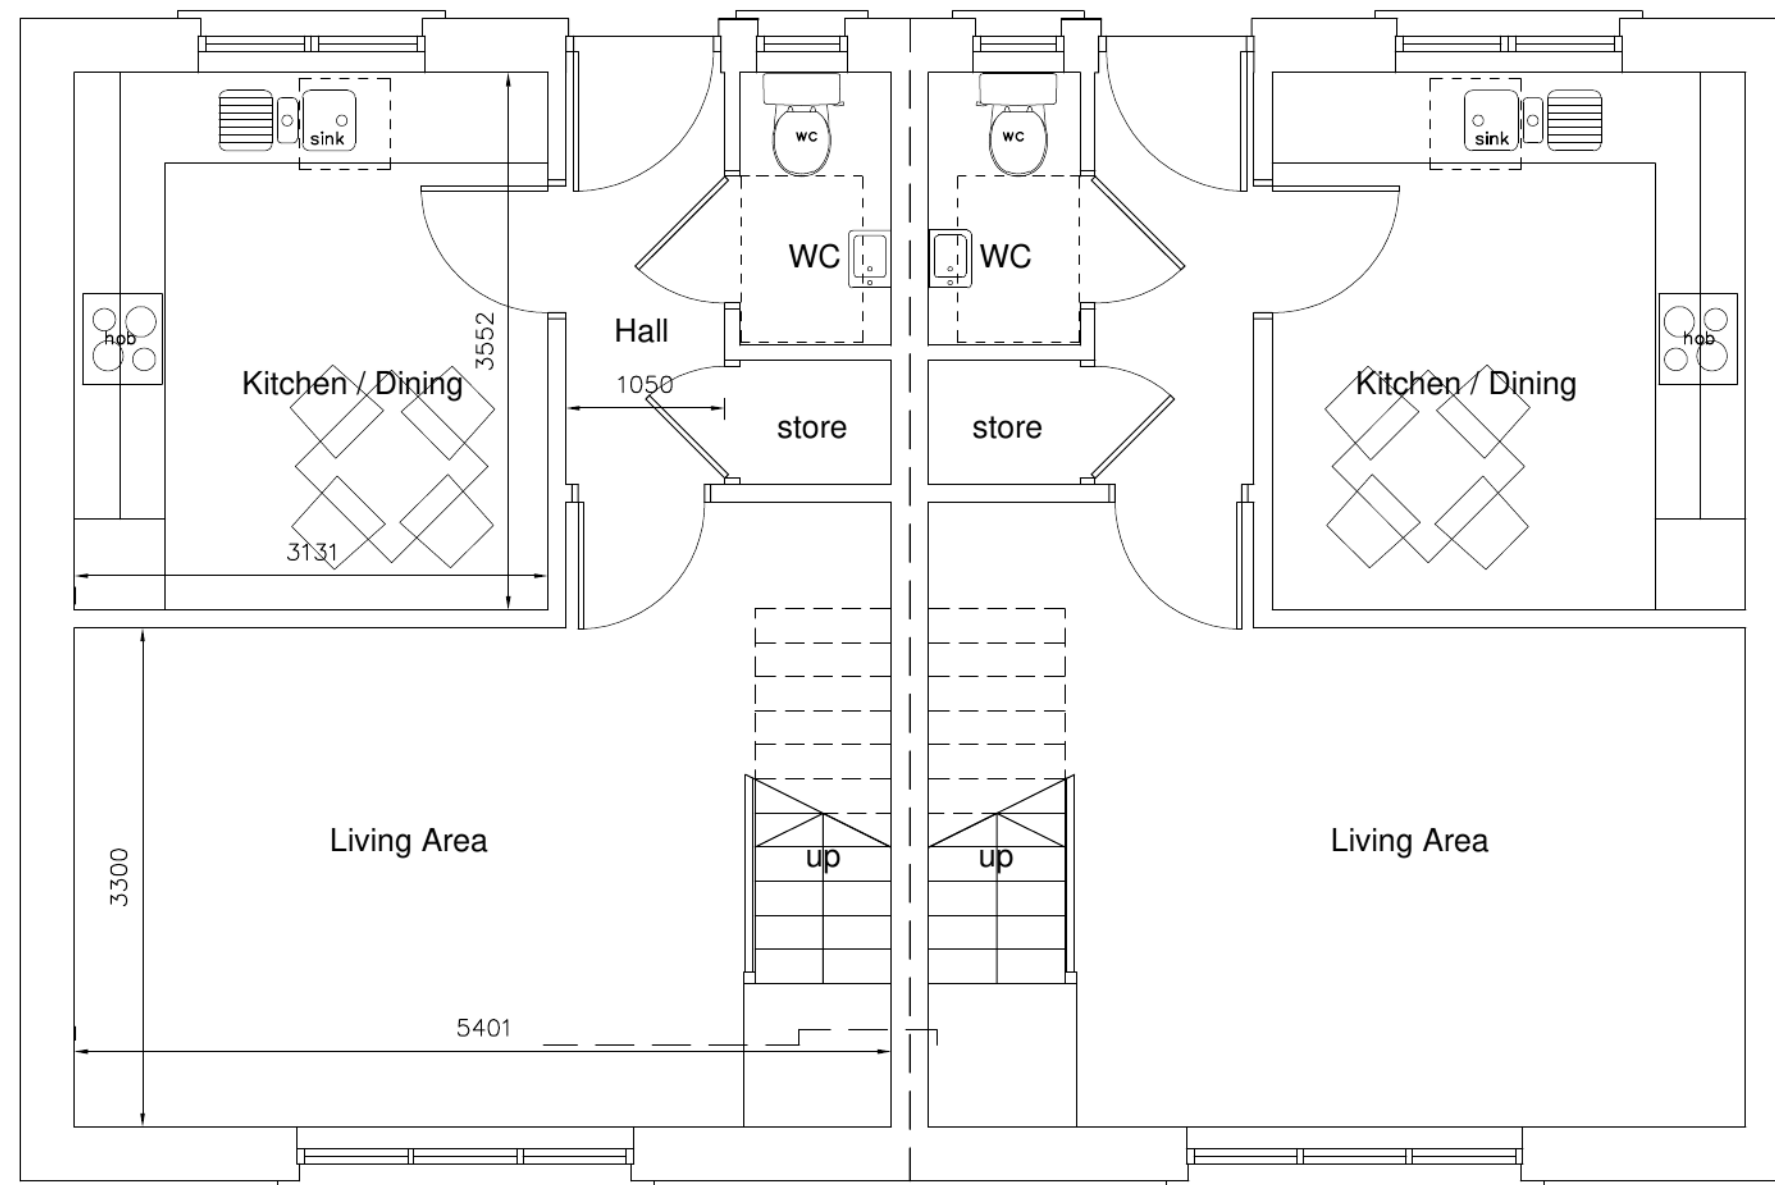 sink
WC
WC
sink
WC
WC
Hall
3552
hob
hob
Kitchen / Dining
1050
Kitchen / Dining
store
store
3131
Living Area
up
up
Living Area
3300
5401